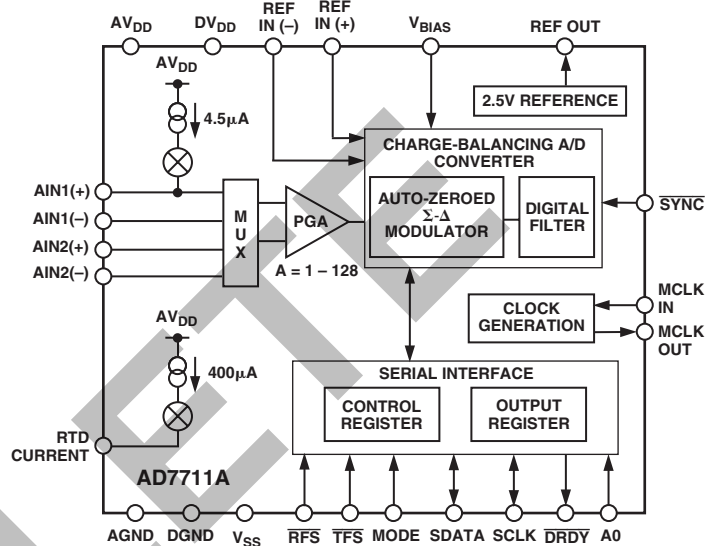 AVDD
DVDD
REF
IN (–)
REF
IN (+)
VBIAS
REF OUT
AVDD
4.5µA
2.5V REFERENCE
CHARGE-BALANCING A/D
CONVERTER
AUTO-ZEROED
Σ-Δ
MODULATOR
DIGITAL
FILTER
AIN1(+)
AIN1(–)
AIN2(+)
AIN2(–)
M
U
X
PGA
A = 1 – 128
SYNC
MCLK
IN
MCLK
OUT
CLOCK
GENERATION
AVDD
400µA
SERIAL INTERFACE
CONTROL
REGISTER
OUTPUT
REGISTER
RTD
CURRENT
AD7711A
AGND
DGND
VSS
RFS
TFS
MODE
SDATA
SCLK
DRDY
A0
ETE